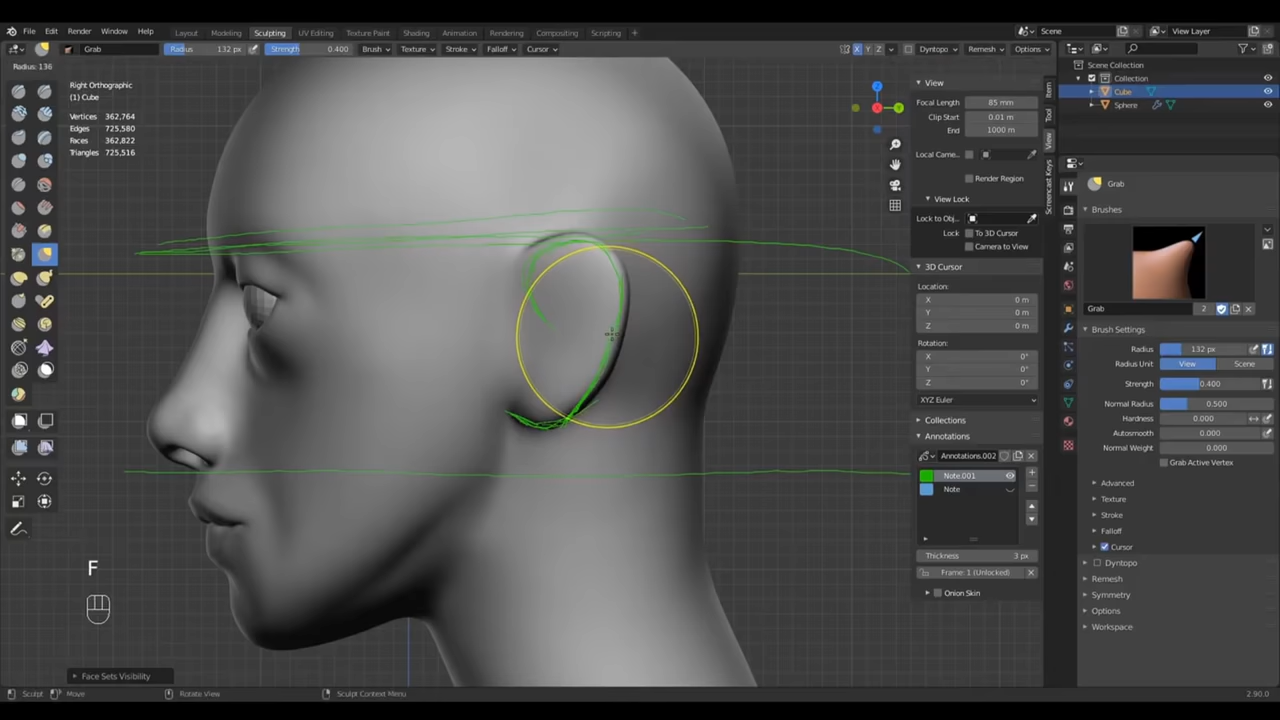 File Edit Render Window Help Layout Modeling Sculpting UV Editing Texture Paint Shading Animation Rendering Compositing Scripting + Scene View Layer
Grab Radius 132 px Strength 0.400 Brush Texture Stroke Falloff Cursor X Y Z Dyntopo Remesh Options
Radius: 136
Right Orthographic
(1) Cube
Vertices 362,764
Edges 725,580
Faces 362,822
Triangles 725,516
F
Face Sets Visibility
View
Focal Length 85 mm
Clip Start 0.01 m
End 1000 m
Local Came..
Render Region
View Lock
Lock to Obj..
Lock To 3D Cursor
Camera to View
3D Cursor
Location:
X 0 m
Y 0 m
Z 0 m
Rotation:
X 0°
Y 0°
Z 0°
XYZ Euler
Collections
Annotations
Annotations.002
Note.001
Note
Thickness 3 px
Frame: 1 (Unlocked)
Onion Skin
Item
Tool
View
Screencast Keys
Scene Collection
Collection
Cube
Sphere
Grab
Brushes
Grab 2
Brush Settings
Radius 132 px
Radius Unit View Scene
Strength 0.400
Normal Radius 0.500
Hardness 0.000
Autosmooth 0.000
Normal Weight 0.000
Grab Active Vertex
Advanced
Texture
Stroke
Falloff
Cursor
Dyntopo
Remesh
Symmetry
Options
Workspace
Sculpt Move Rotate View Sculpt Context Menu 2.90.0